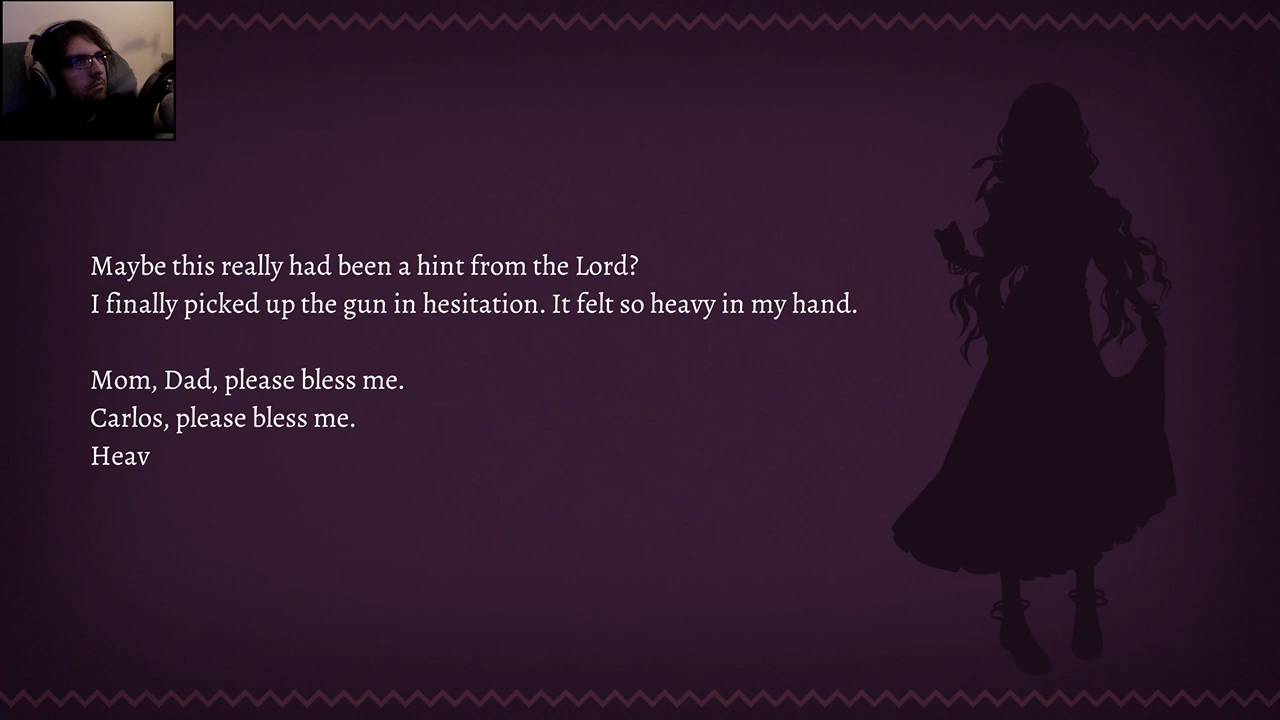 Maybe this really had been a hint from the Lord?
I finally picked up the gun in hesitation. It felt so heavy in my hand.
Mom, Dad, please bless me.
Carlos, please bless me.
Heav